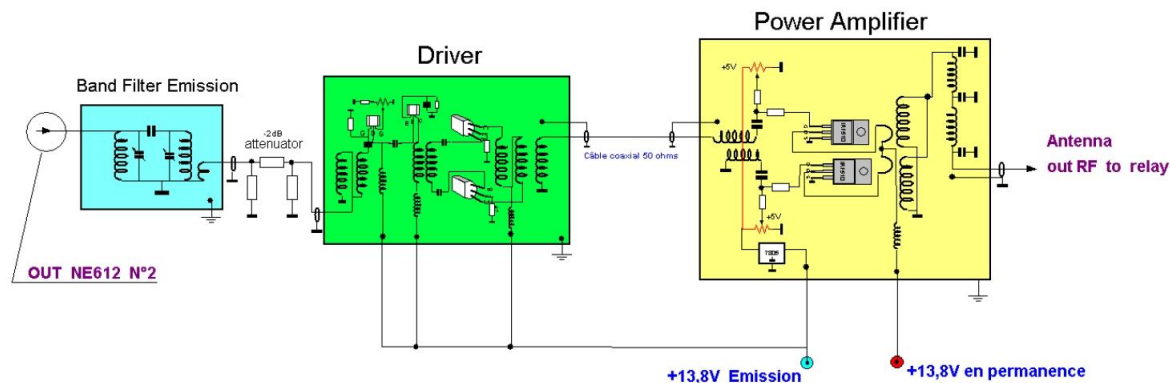 Power Amplifier
Driver
Band Filter Emission
-2dB
attenuator
+5V
Câble coaxial 50 ohms
Antenna
out RF to relay
+5V
7805
OUT NE612 N°2
+13,8V Emission
+13,8V en permanence